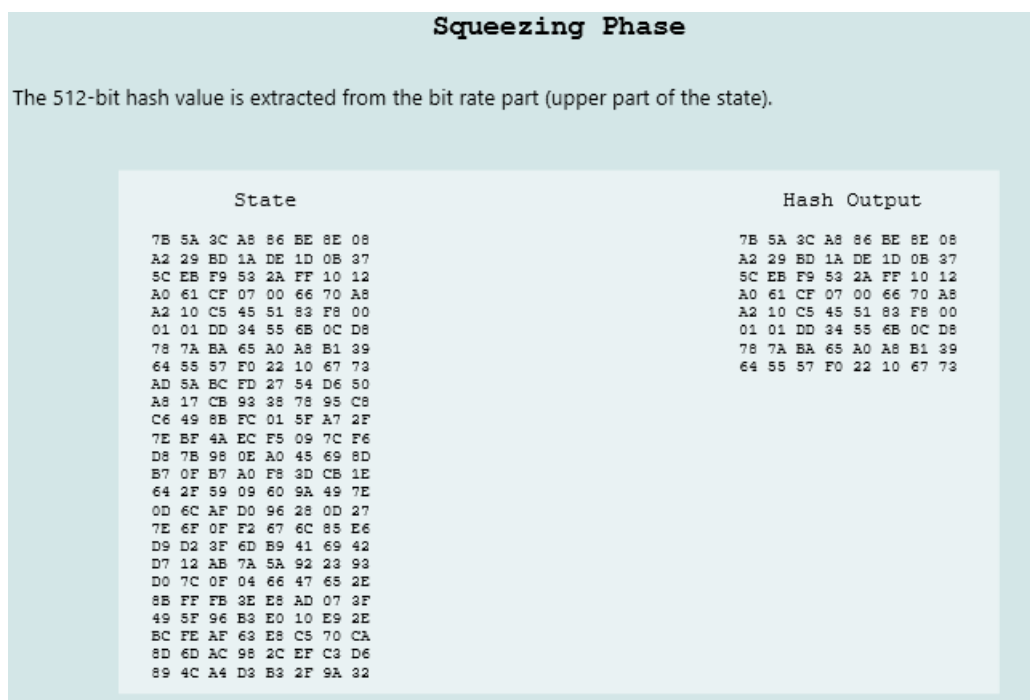 Squeezing Phase
The 512-bit hash value is extracted from the bit rate part (upper part of the state).
State
7B 5A 3C A8 86 BE 8E 08
A2 29 BD 1A DE 1D 0B 37
5C EB F9 53 2A FF 10 12
A0 61 CF 07 00 66 70 A8
A2 10 C5 45 51 83 F8 00
01 01 DD 34 55 6B 0C D8
78 7A BA 65 A0 A8 B1 39
64 55 57 F0 22 10 67 73
AD 5A BC FD 27 54 D6 50
A8 17 CB 93 38 78 95 C8
C6 49 8B FC 01 5F A7 2F
7E BF 4A EC F5 09 7C F6
D8 7B 98 0E A0 45 69 8D
B7 0F B7 A0 F8 3D CB 1E
64 2F 59 09 60 9A 49 7E
0D 6C AF D0 96 28 0D 27
7E 6F 0F F2 67 6C 85 E6
D9 D2 3F 6D B9 41 69 42
D7 12 AB 7A 5A 92 23 93
D0 7C 0F 04 66 47 65 2E
8B FF FB 3E E8 AD 07 3F
49 5F 96 B3 E0 10 E9 2E
BC FE AF 63 E8 C5 70 CA
8D 6D AC 98 2C EF C3 D6
89 4C A4 D3 B3 2F 9A 32
Hash Output
7B 5A 3C A8 86 BE 8E 08
A2 29 BD 1A DE 1D 0B 37
5C EB F9 53 2A FF 10 12
A0 61 CF 07 00 66 70 A8
A2 10 C5 45 51 83 F8 00
01 01 DD 34 55 6B 0C D8
78 7A BA 65 A0 A8 B1 39
64 55 57 F0 22 10 67 73